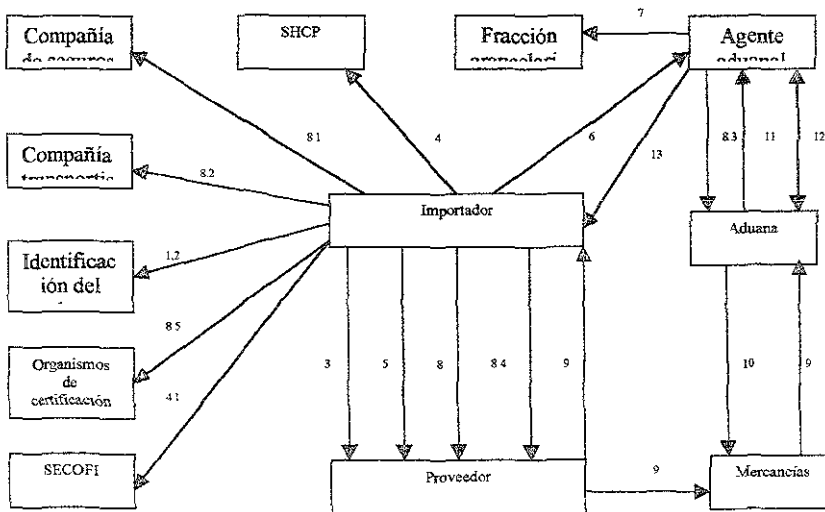 Compañía
SHCP
Fracción
Agente
7
8.1
4
6
13
8.3
11
12
Compañía
8.2
Importador
Aduana
Identificac
ión del
1,2
8 5
Organismos
de
certificación
4 1
3
5
8
8 4
9
10
9
SECOFI
Proveedor
9
Mercancías